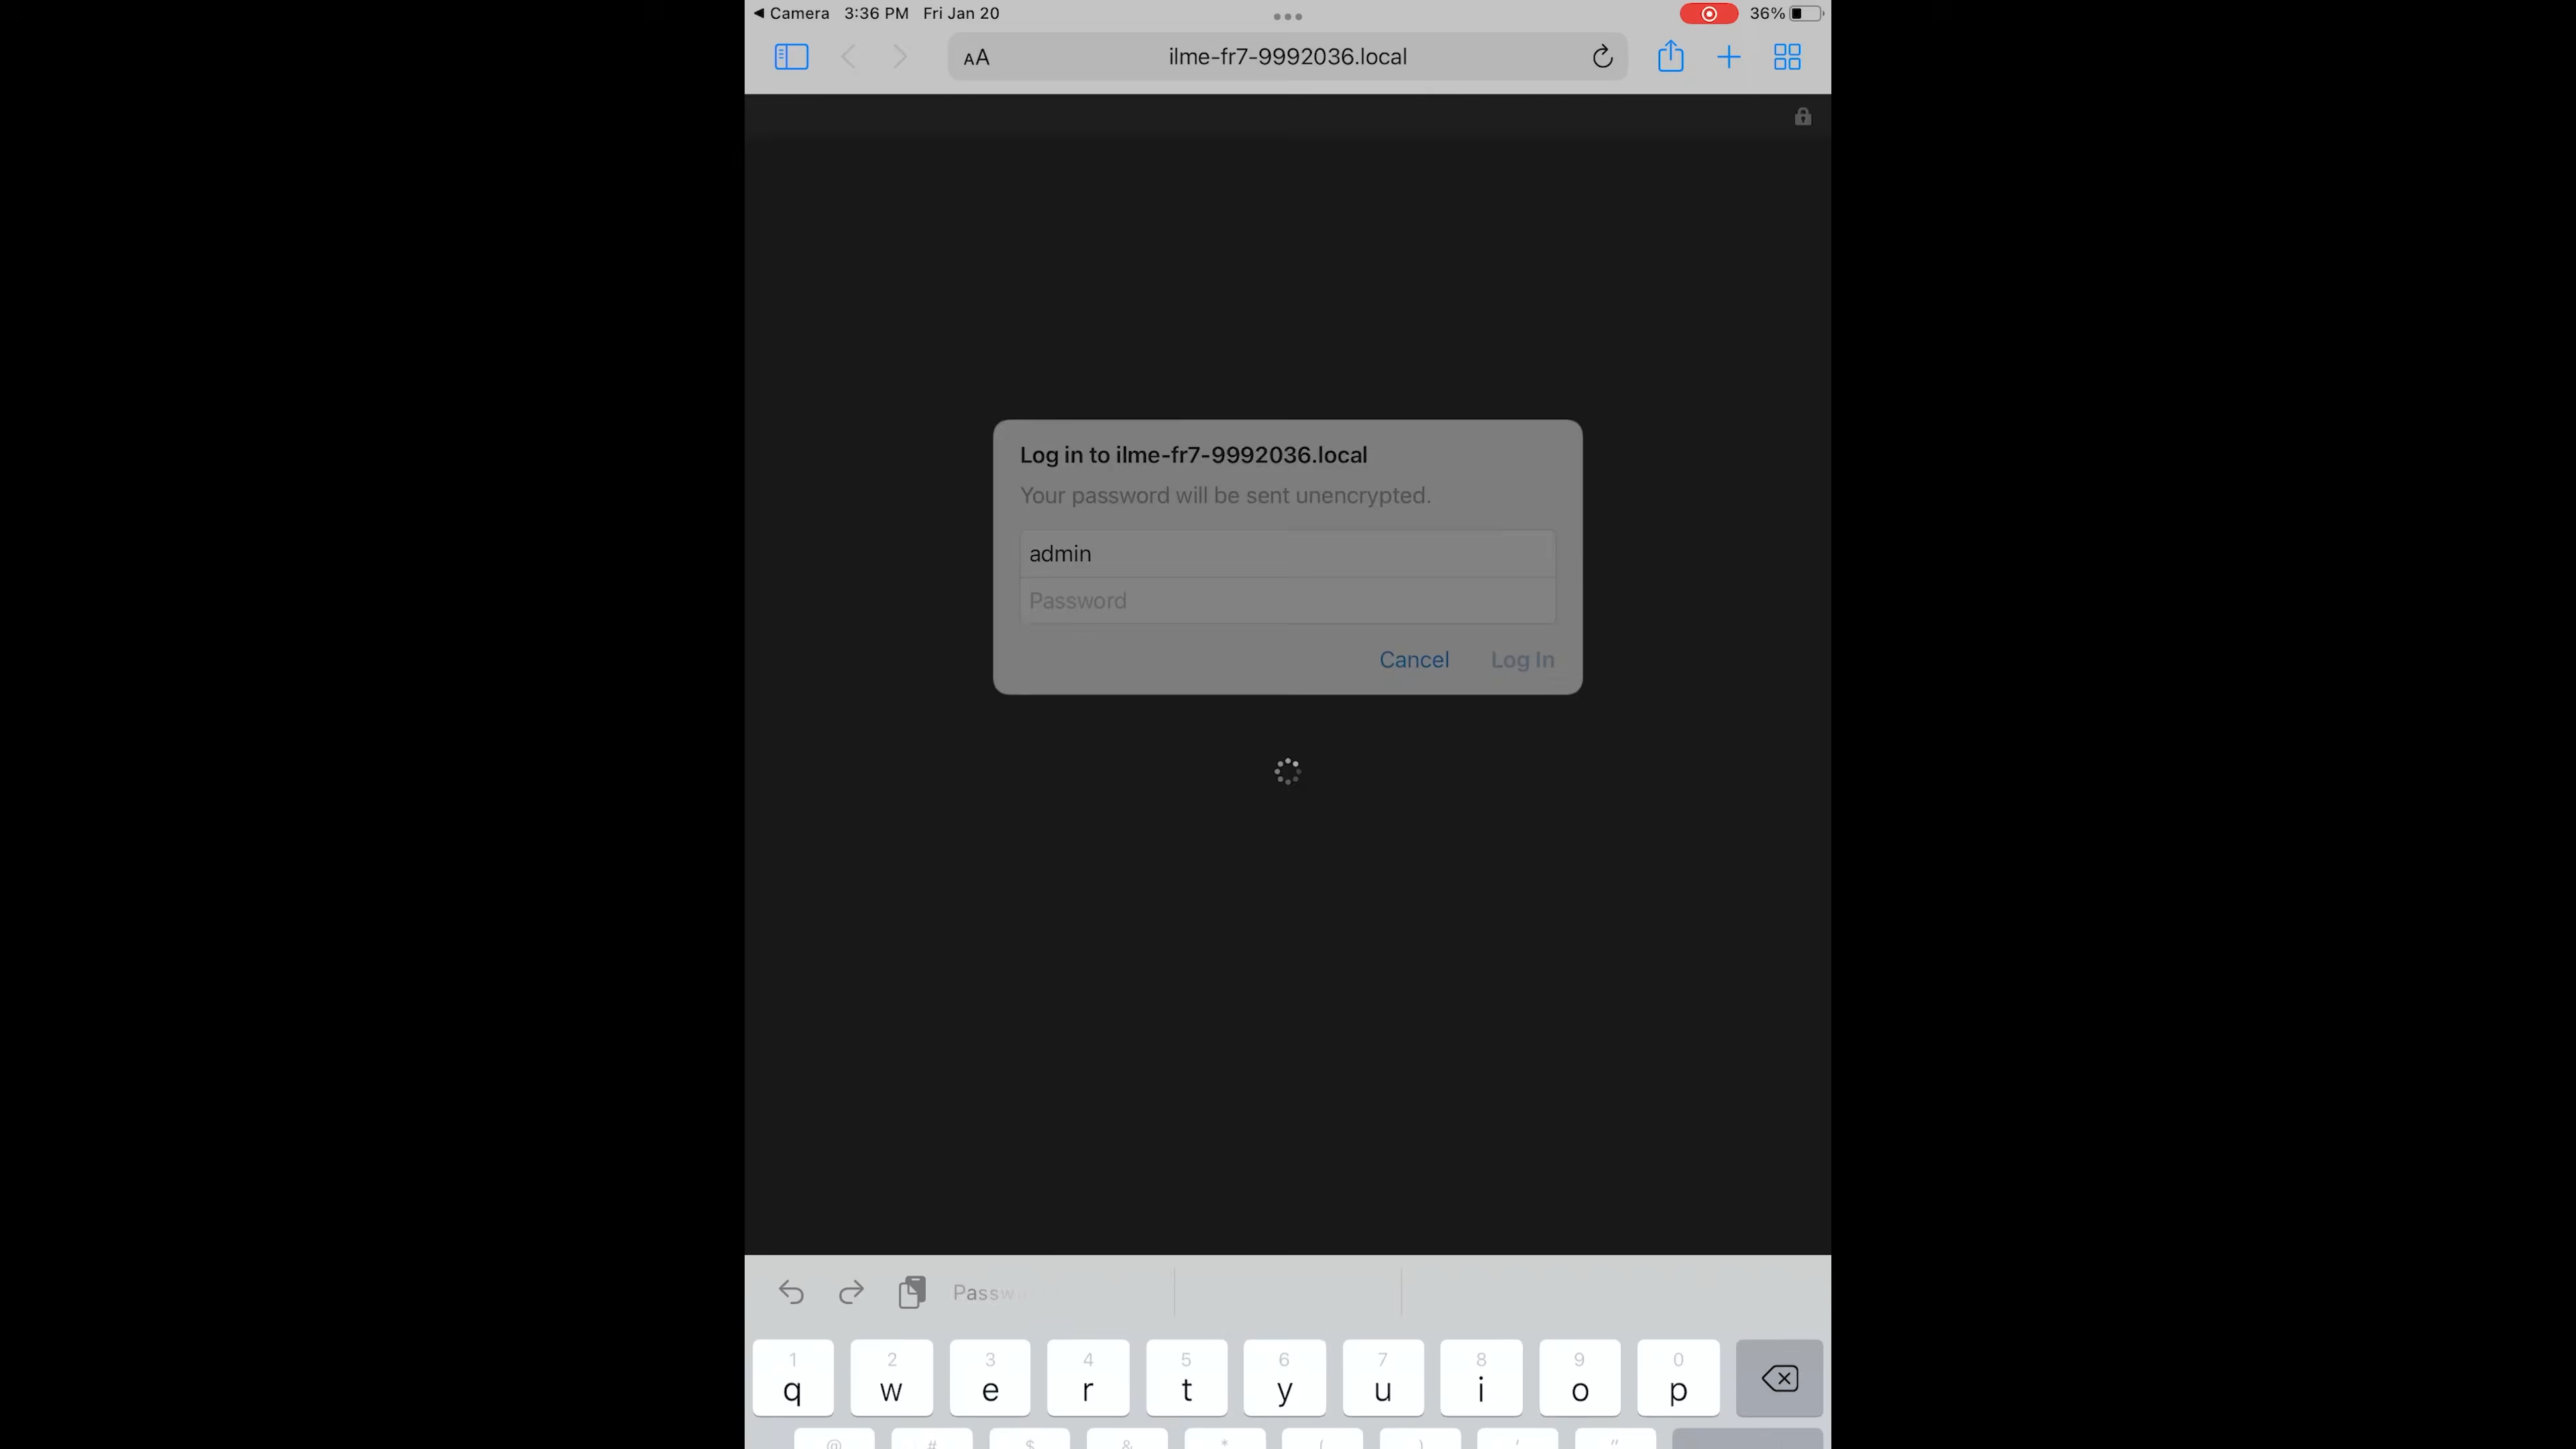 Camera 3:36 PM Fri Jan 20
36%
AA ilme-fr7-9992036.local
Log in to ilme-fr7-9992036.local
Your password will be sent unencrypted.
admin
Password
Cancel Log In
1 2 3 4 5 6 7 8 9 0
q w e r t y u i o p
@ # $ & * ( ) ' "